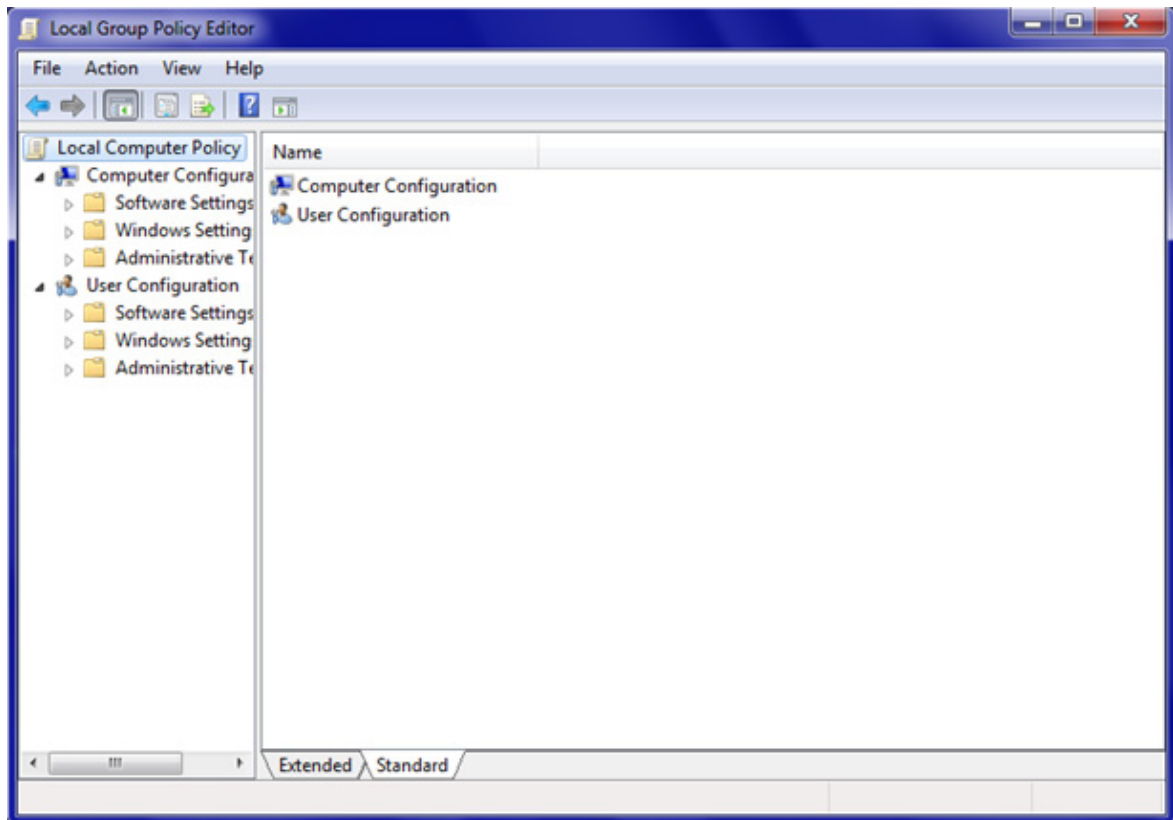 Local Group Policy Editor
File Action View Help
Local Computer Policy
Computer Configura
Software Settings
Windows Setting
Administrative Te
User Configuration
Software Settings
Windows Setting
Administrative Te
Name
Computer Configuration
User Configuration
Extended Standard